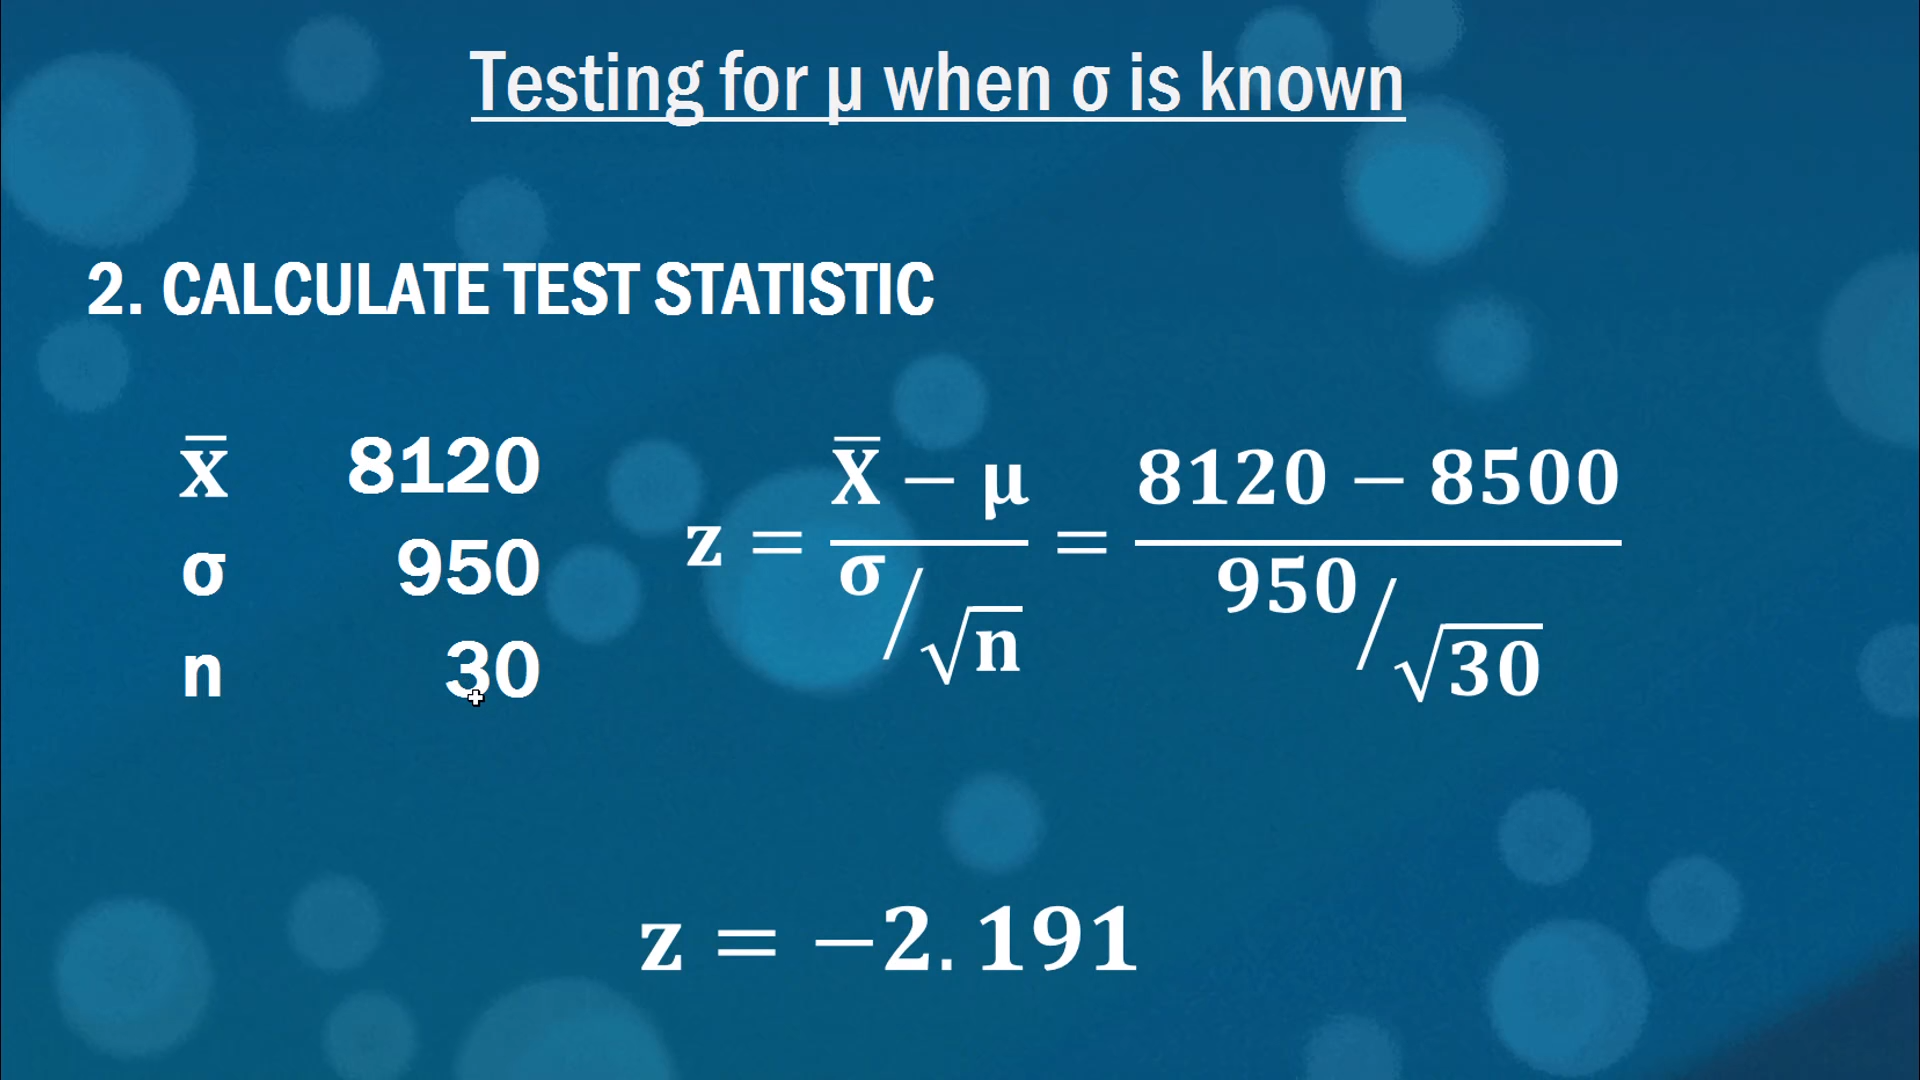 Testing for μ when σ is known
2. CALCULATE TEST STATISTIC
x̅ 8120
σ 950
n 30
z = (X̅ − μ) / (σ/√n) = (8120 − 8500) / (950/√30)
z = −2.191